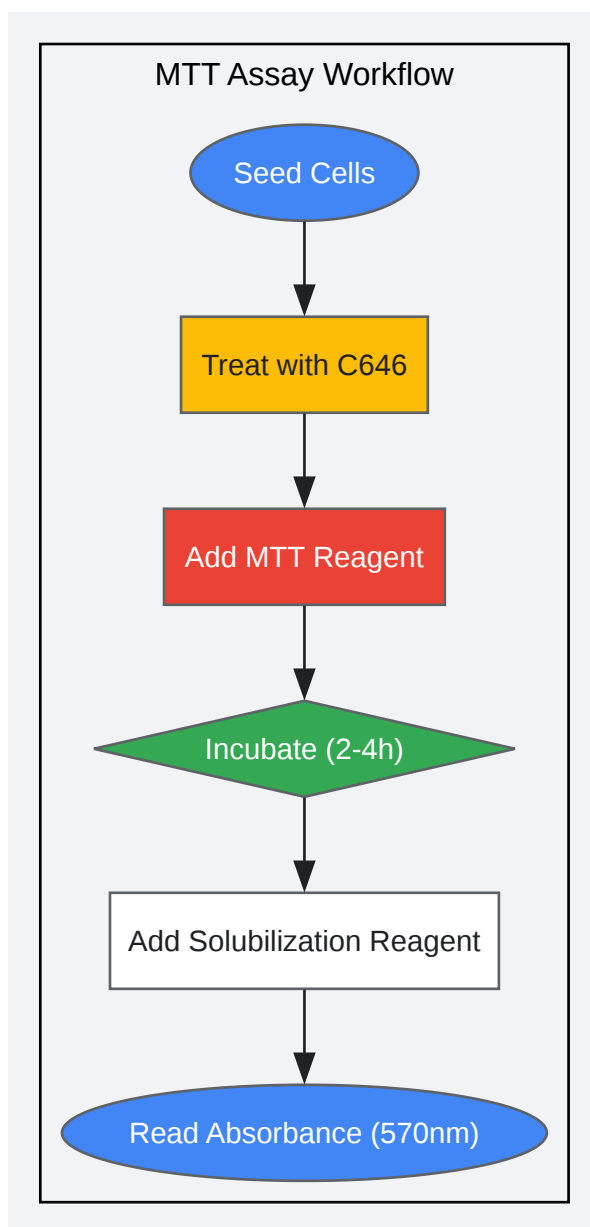 MTT Assay Workflow
Seed Cells
Treat with C646
Add MTT Reagent
Incubate (2-4h)
Add Solubilization Reagent
Read Absorbance (570nm)